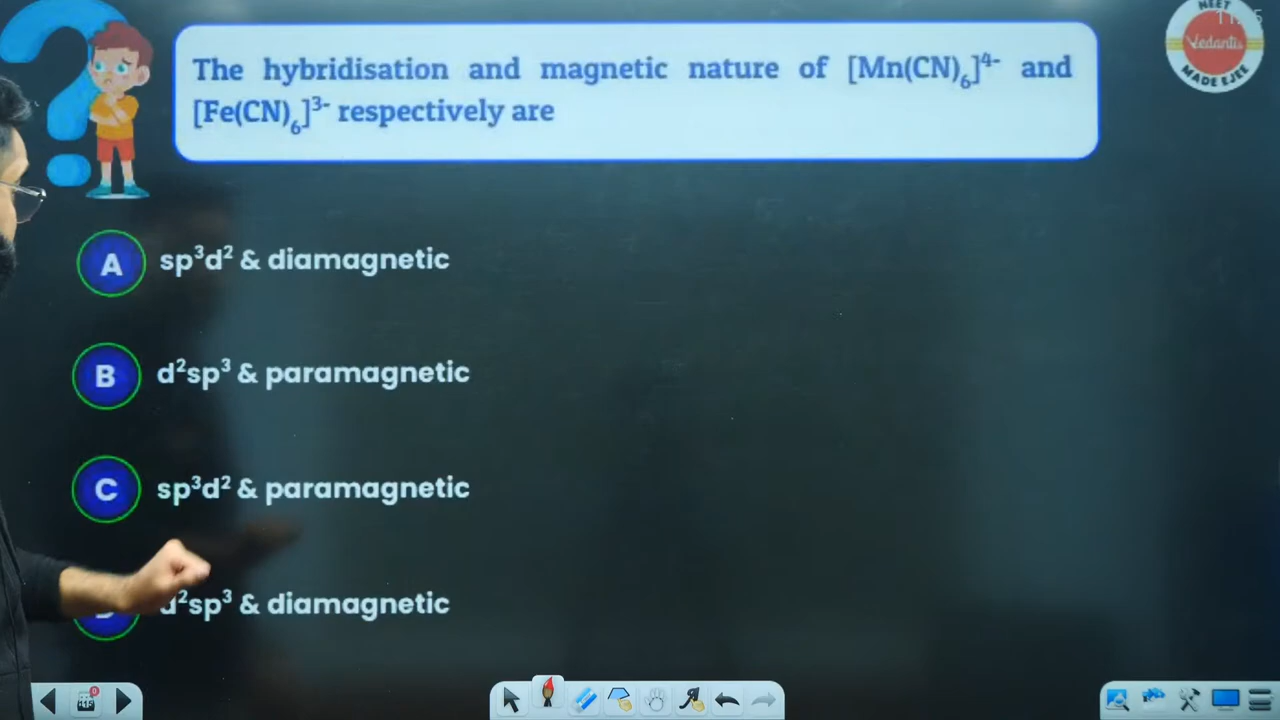 The hybridisation and magnetic nature of [Mn(CN)₆]⁴⁻ and
[Fe(CN)₆]³⁻ respectively are
NEET
Vedantu
MADE EJEE
A sp³d² & diamagnetic
B d²sp³ & paramagnetic
C sp³d² & paramagnetic
d²sp³ & diamagnetic